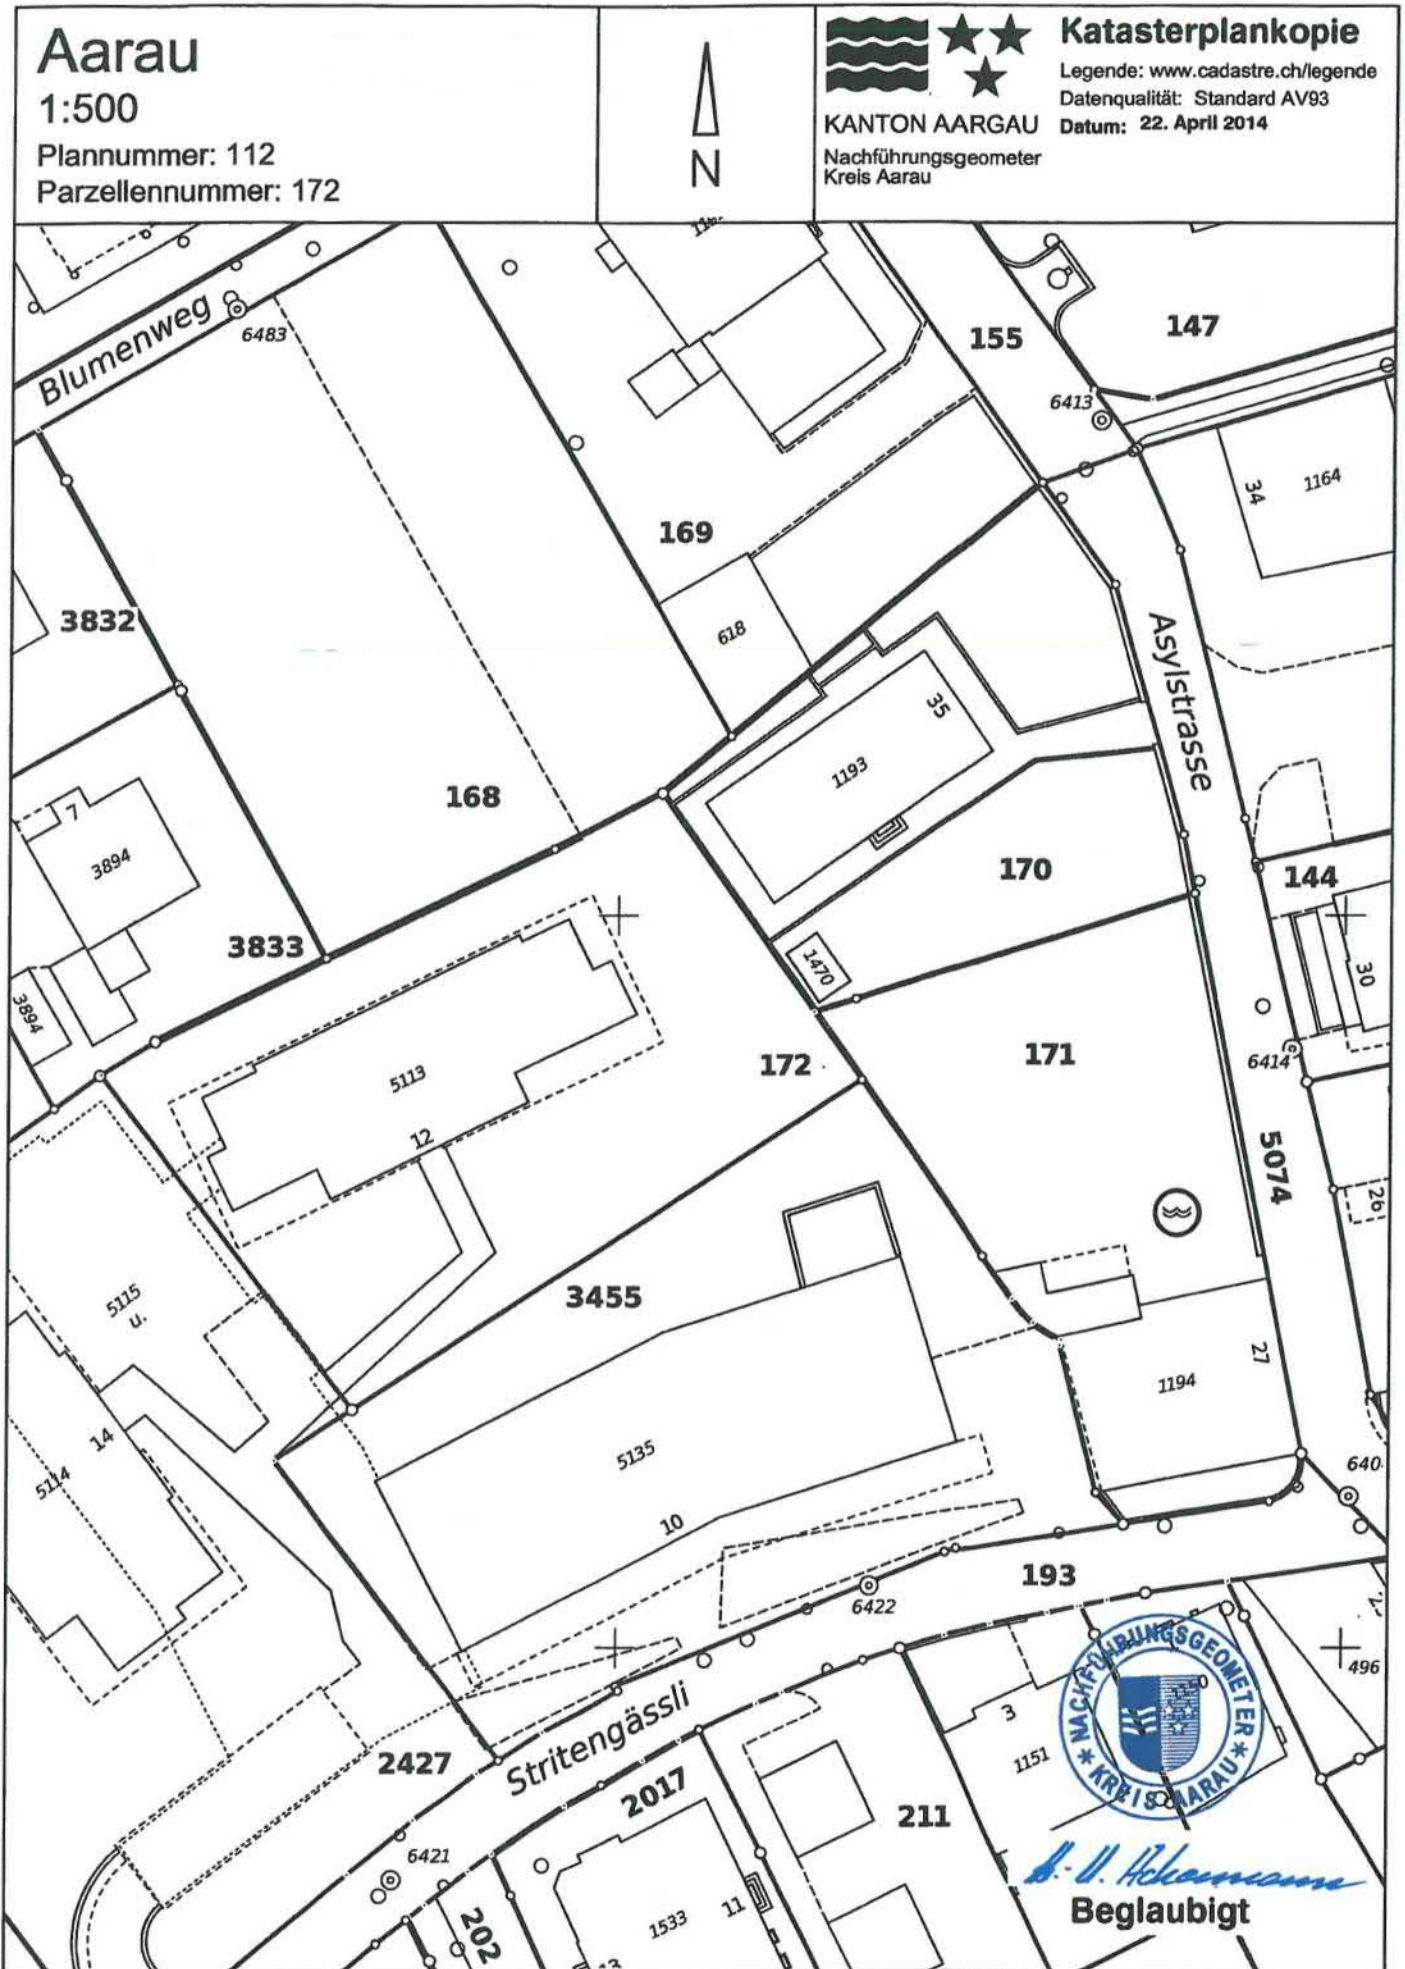 Aarau
1:500
Plannummer: 112
Parzellennummer: 172
N
KANTON AARGAU
Nachführungsgeometer
Kreis Aarau
Katasterplankopie
Legende: www.cadastre.ch/legende
Datenqualität: Standard AV93
Datum: 22. April 2014
Blumenweg
6483
155
147
6413
34
1164
169
3832
618
Asylstrasse
35
1193
168
7
3894
170
144
3833
1470
30
3894
5113
172
171
6414
12
5074
26
5115
u.
3455
27
1194
14
5114
5135
640
10
193
6422
496
NACHFÜHRUNGSGEOMETER
KREIS AARAU
3
1151
2427
Stritengässli
2017
211
6421
Beglaubigt
202
1533
11
13